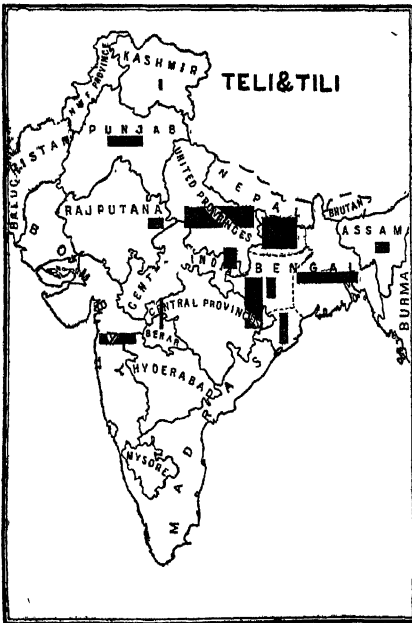 TELI & TILI
KASHMIR
N.W.F. PROVINCE
PUNJAB
BALUCHISTAN
NEPAL
UNITED PROVINCES
RAJPUTANA
BHUTAN
ASSAM
BENGAL
BURMA
CENTRAL PROVINCES
BERAR
HYDERABAD
MYSORE
MADRAS